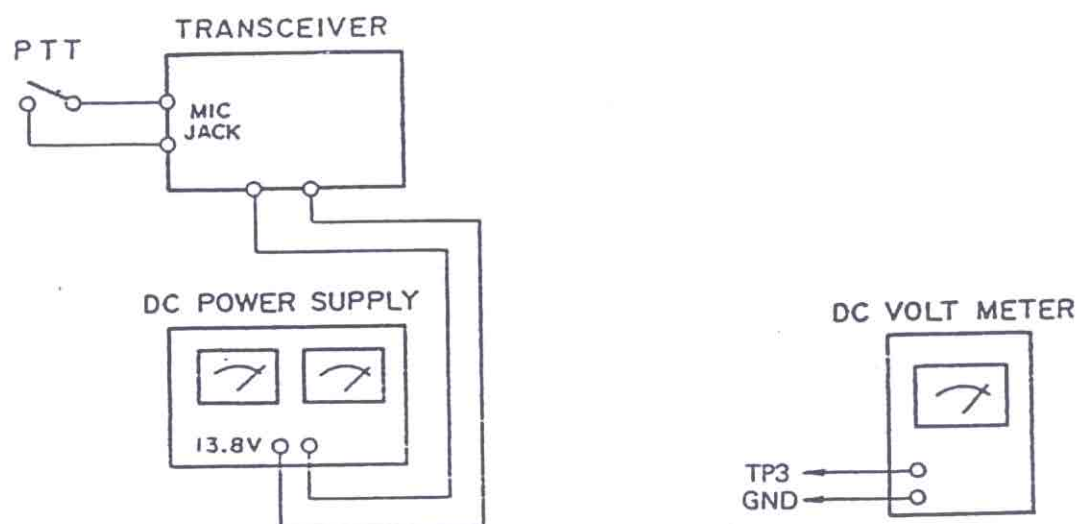 TRANSCEIVER
PTT
MIC
JACK
DC POWER SUPPLY
13.8V
DC VOLT METER
TP3
GND